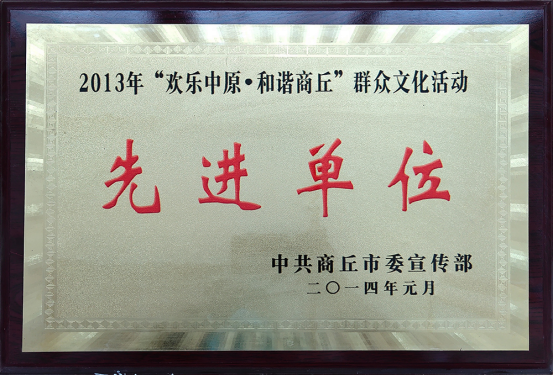 2013年“欢乐中原•和谐商丘”群众文化活动
先进单位
中共商丘市委宣传部
二〇一四年元月